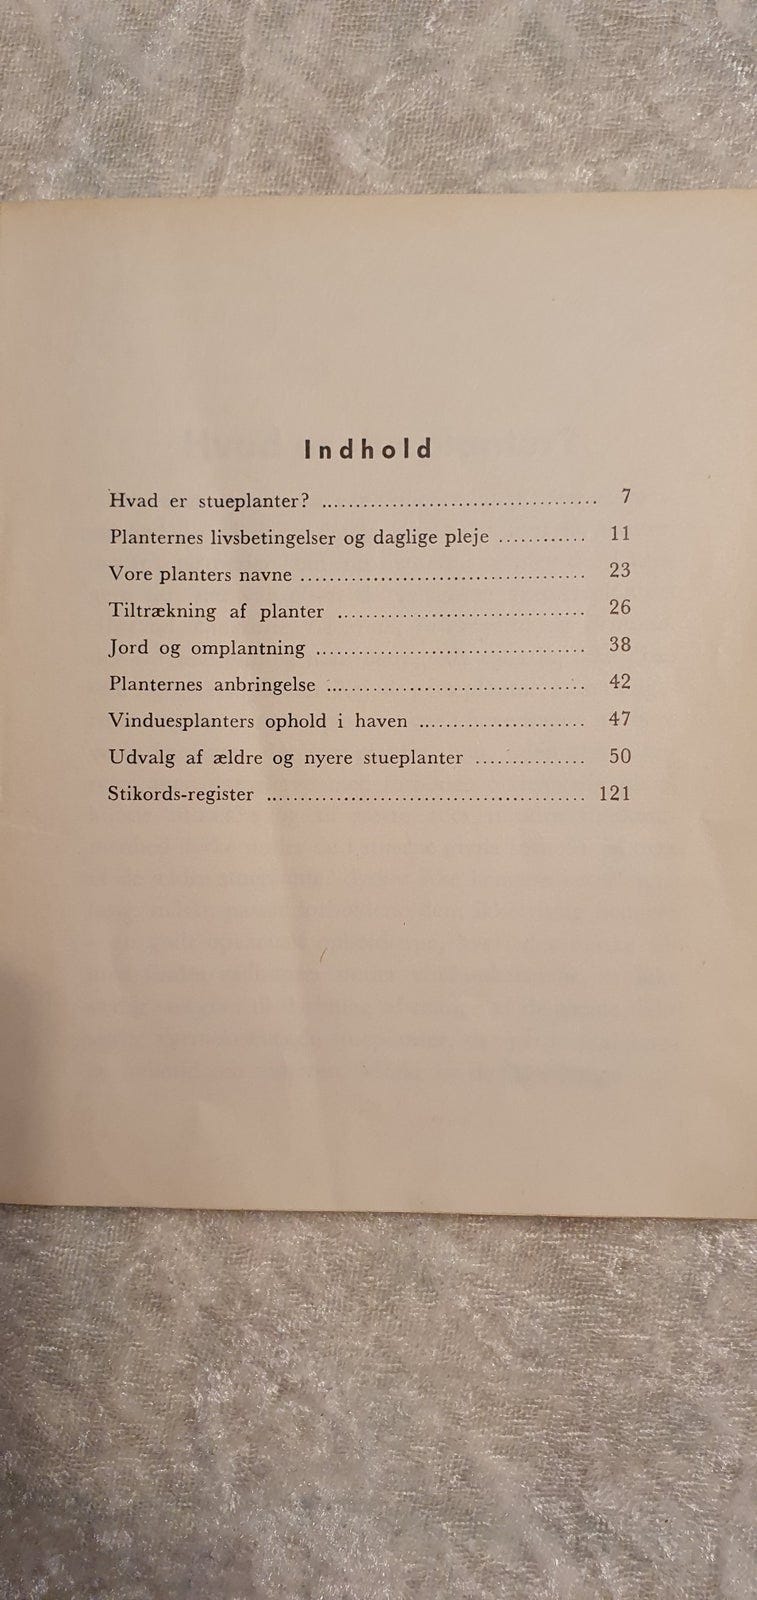 Indhold
Hvad er stueplanter? ........................................ 7
Planternes livsbetingelser og daglige pleje ............. 11
Vore planters navne .......................................... 23
Tiltrækning af planter ..................................... 26
Jord og omplantning ........................................ 38
Planternes anbringelse ...................................... 42
Vinduesplanters ophold i haven ......................... 47
Udvalg af ældre og nyere stueplanter ................ 50
Stikords-register ............................................... 121